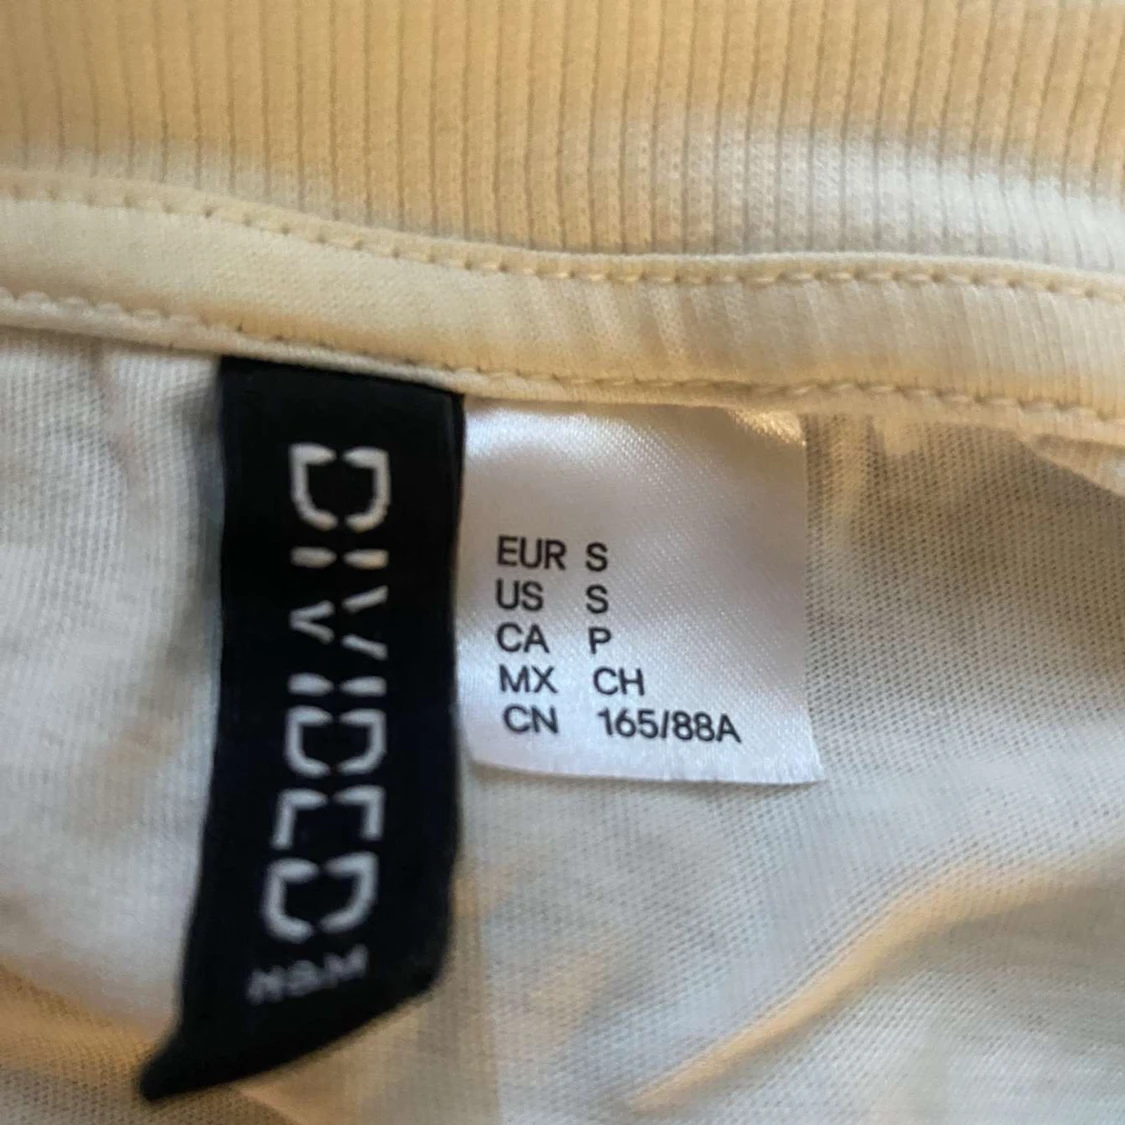 DIVIDED
H&M
EUR S
US S
CA P
MX CH
CN 165/88A